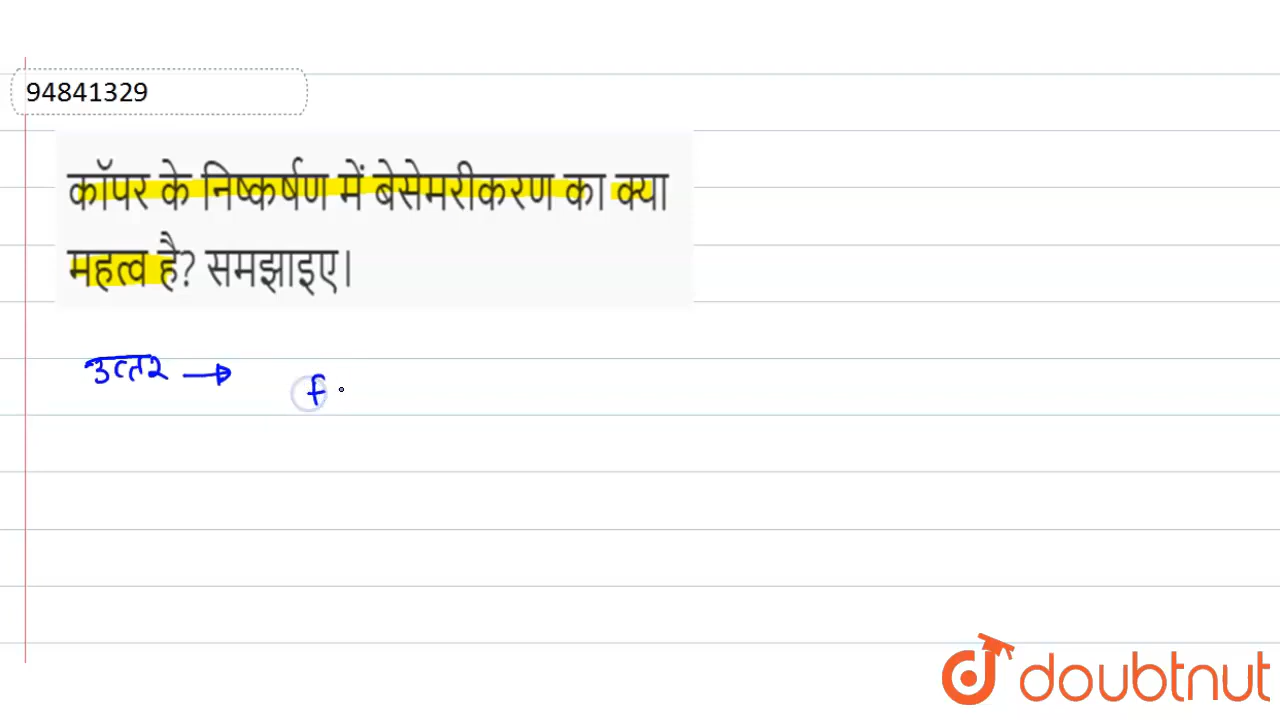 94841329
कॉपर के निष्कर्षण में बेसेमरीकरण का क्या
महत्व है? समझाइए।
उत्तर →
f
doubtnut